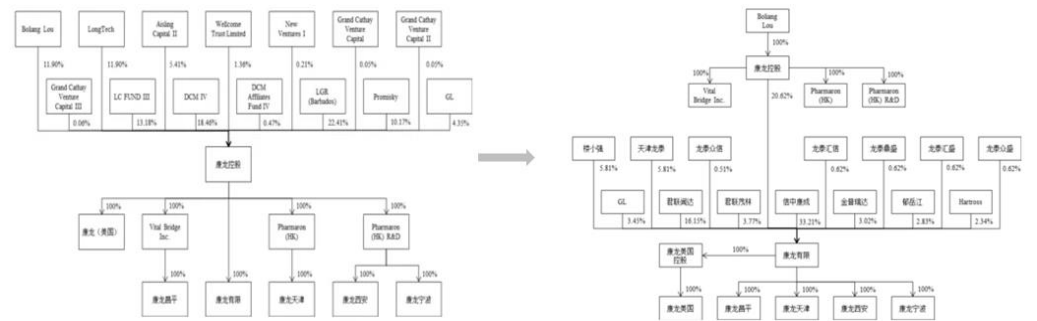 Boliang Lou
LongTech
Aisling
Capital II
Wellcome
Trust Limited
New
Ventures I
Grand Cathay
Venture
Capital
Grand Cathay
Venture
Capital II
11.90%
11.90%
5.41%
1.36%
0.21%
0.05%
0.05%
Grand Cathay
Venture
Capital III
LC FUND III
DCM IV
DCM
Affiliates
Fund IV
LGR
(Barbados)
Promisky
GL
0.06%
13.18%
18.46%
0.47%
22.41%
10.17%
4.35%
康龙控股
100%
100%
100%
100%
康龙（美国）
Vital Bridge
Inc.
Pharmaron
(HK)
Pharmaron
(HK) R&D
100%
100%
100%
100%
100%
康龙昌平
康龙有限
康龙天津
康龙西安
康龙宁波
Boliang
Lou
100%
康龙控股
100%
100%
100%
Vital
Bridge Inc.
20.62%
Pharmaron
(HK)
Pharmaron
(HK) R&D
楼小强
天津龙泰
龙泰众信
龙泰汇信
龙泰鼎盛
龙泰汇盛
龙泰众盛
5.81%
5.81%
0.51%
0.62%
0.62%
0.62%
0.62%
GL
君联闻达
君联茂林
信中康成
金普瑞达
郁岳江
Hartross
3.45%
16.15%
3.77%
33.21%
3.02%
2.83%
2.34%
康龙美国
控股
100%
康龙有限
100%
100%
100%
100%
100%
康龙美国
康龙昌平
康龙天津
康龙西安
康龙宁波